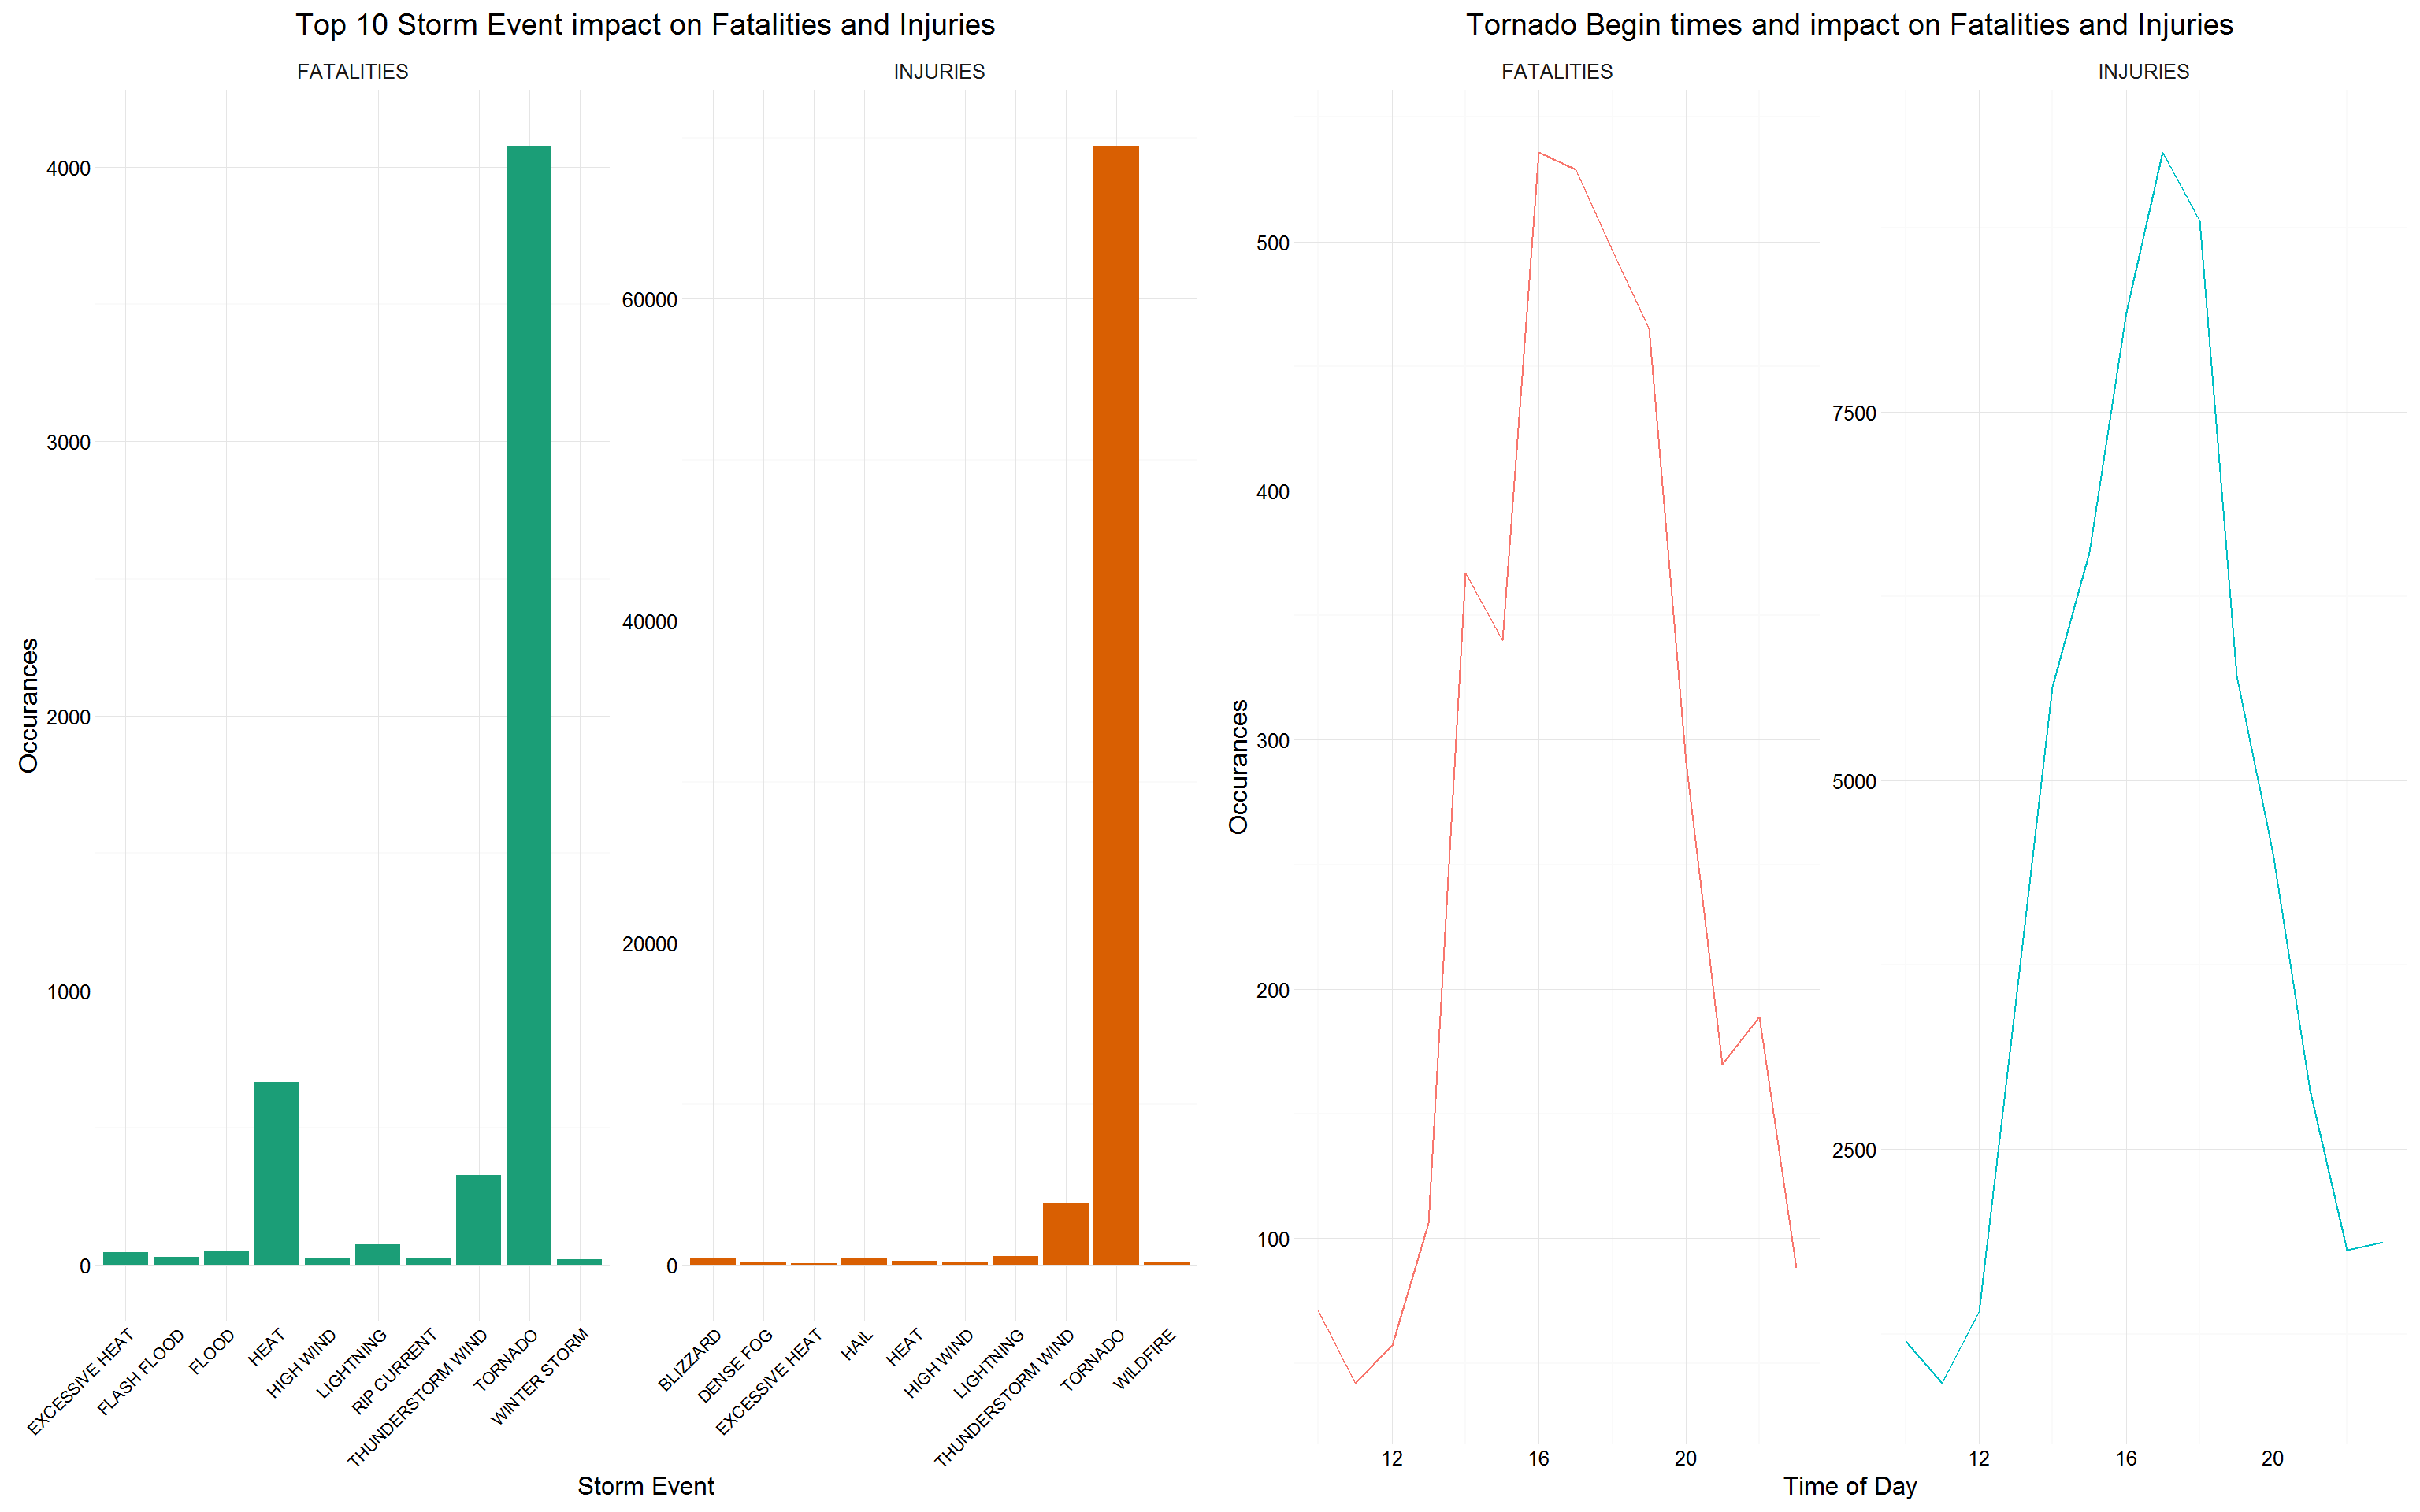 Top 10 Storm Event impact on Fatalities and Injuries
FATALITIES
INJURIES
Occurances
4000
3000
2000
1000
0
60000
40000
20000
0
EXCESSIVE HEAT
FLASH FLOOD
FLOOD
HEAT
HIGH WIND
LIGHTNING
RIP CURRENT
THUNDERSTORM WIND
TORNADO
WINTER STORM
BLIZZARD
DENSE FOG
EXCESSIVE HEAT
HAIL
HEAT
HIGH WIND
LIGHTNING
THUNDERSTORM WIND
TORNADO
WILDFIRE
Storm Event
Tornado Begin times and impact on Fatalities and Injuries
FATALITIES
INJURIES
Occurances
500
400
300
200
100
7500
5000
2500
12
16
20
12
16
20
Time of Day